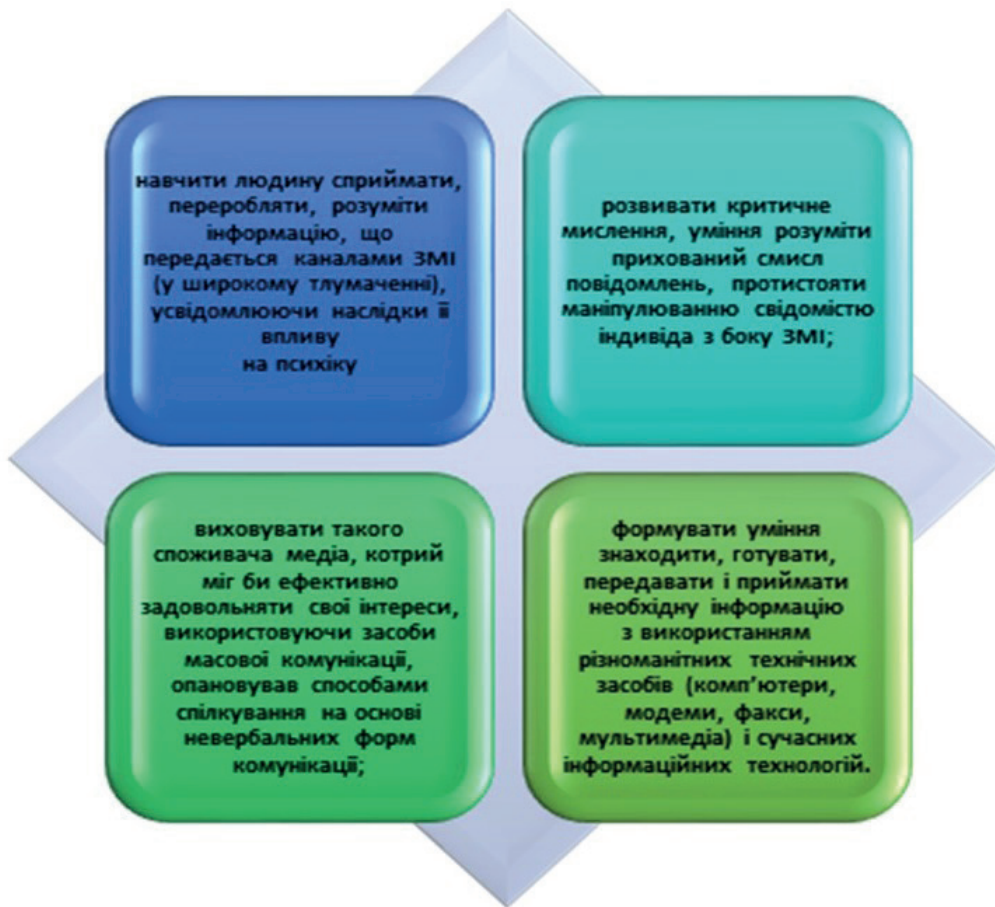 навчити людину сприймати,
переробляти, розуміти
інформацію, що
передається каналами ЗМІ
(у широкому тлумаченні),
усвідомлюючи наслідки її
впливу
на психіку
розвивати критичне
мислення, уміння розуміти
прихований смисл
повідомлень, протистояти
маніпулюванню свідомістю
індивіда з боку ЗМІ;
виховувати такого
споживача медіа, котрий
міг би ефективно
задовольняти свої інтереси,
використовуючи засоби
масової комунікації,
опановував способами
спілкування на основі
невербальних форм
комунікації;
формувати уміння
знаходити, готувати,
передавати і приймати
необхідну інформацію
з використанням
різноманітних технічних
засобів (комп’ютери,
модеми, факси,
мультимедіа) і сучасних
інформаційних технологій.